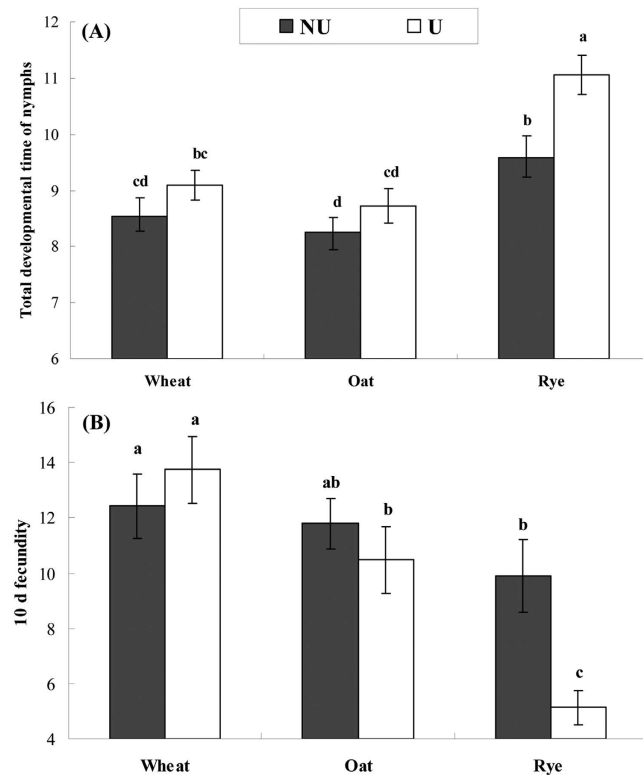 (A)
NU U
Total developmental time of nymphs
12
11
10
9
8
7
6
cd
bc
d
cd
b
a
Wheat Oat Rye
(B)
10 d fecundity
16
14
12
10
8
6
4
a
a
ab
b
b
c
Wheat Oat Rye